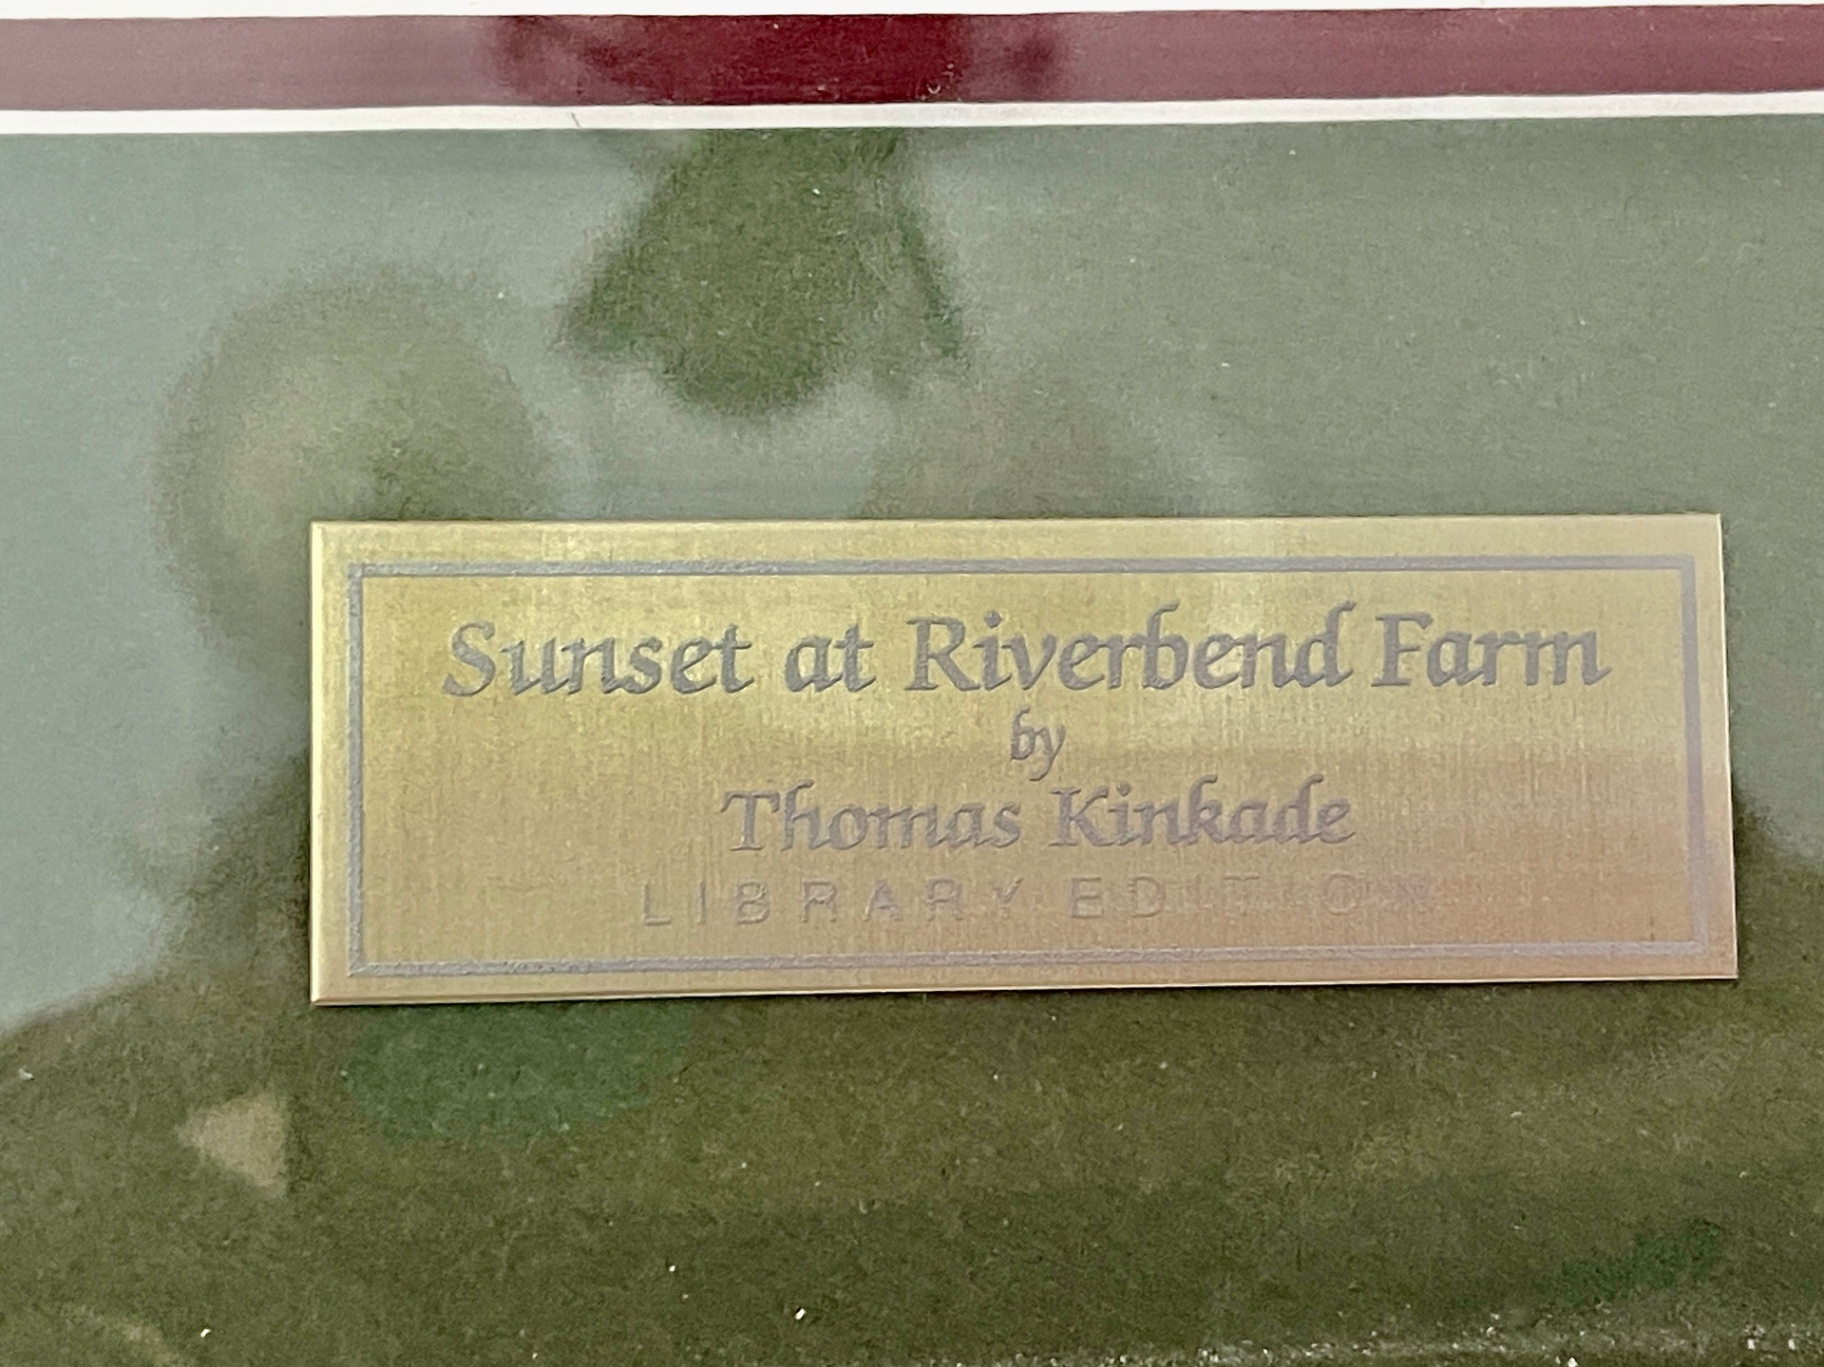 Sunset at Riverbend Farm
by
Thomas Kinkade
LIBRARY EDITION